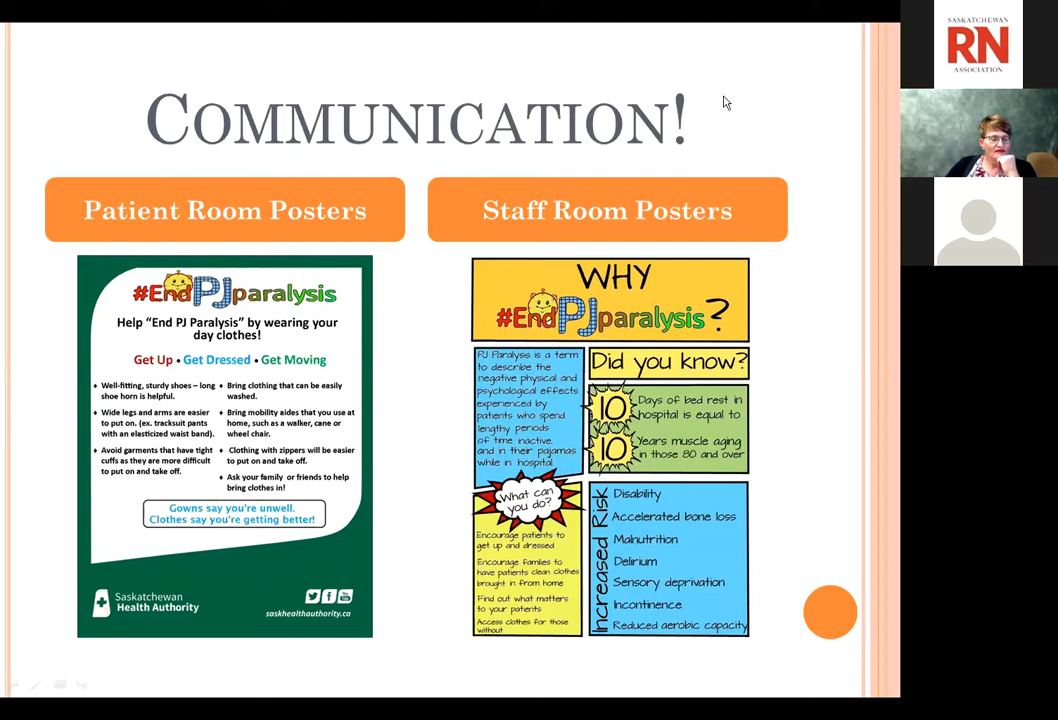 COMMUNICATION!
Patient Room Posters
#EndPJparalysis
Help “End PJ Paralysis” by wearing your
day clothes!
Get Up • Get Dressed • Get Moving
Well-fitting, sturdy shoes – long
shoe horn is helpful.
Wide legs and arms are easier
to put on. (ex. tracksuit pants
with an elasticized waist band).
Avoid garments that have tight
cuffs as they are more difficult
to put on and take off.
Bring clothing that can be easily
washed.
Bring mobility aides that you use at
home, such as a walker, cane or
wheel chair.
Clothing with zippers will be easier
to put on and take off.
Ask your family or friends to help
bring clothes in!
Gowns say you're unwell.
Clothes say you're getting better!
Saskatchewan
Health Authority
saskhealthauthority.ca
Staff Room Posters
WHY
#EndPJparalysis?
PJ Paralysis is a term
to describe the
negative physical and
psychological effects
experienced by
patients who spend
lengthy periods
of time inactive,
and in their pajamas
while in hospital.
Did you know?
10 Days of bed rest in
hospital is equal to
10 Years muscle aging
in those 80 and over
What can
you do?
Encourage patients to
get up and dressed
Encourage families to
have patients clean clothes
brought in from home
Find out what matters
to your patients
Access clothes for those
without
Increased Risk
Disability
Accelerated bone loss
Malnutrition
Delirium
Sensory deprivation
Incontinence
Reduced aerobic capacity
SASKATCHEWAN
RN
ASSOCIATION